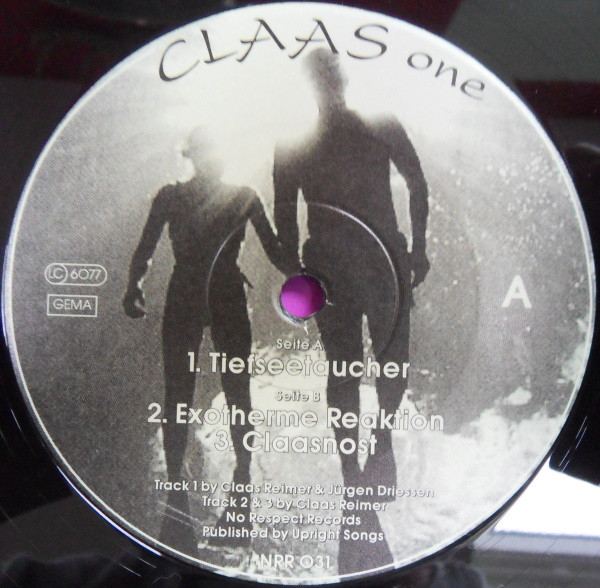 CLAAS one
LC 6077
GEMA
A
Seite A
1. Tiefseetaucher
Seite B
2. Exotherme Reaktion
3. Claasnost
Track 1 by Claas Reimer & Jürgen Driessen
Track 2 & 3 by Claas Reimer
No Respect Records
Published by Upright Songs
NRR 031